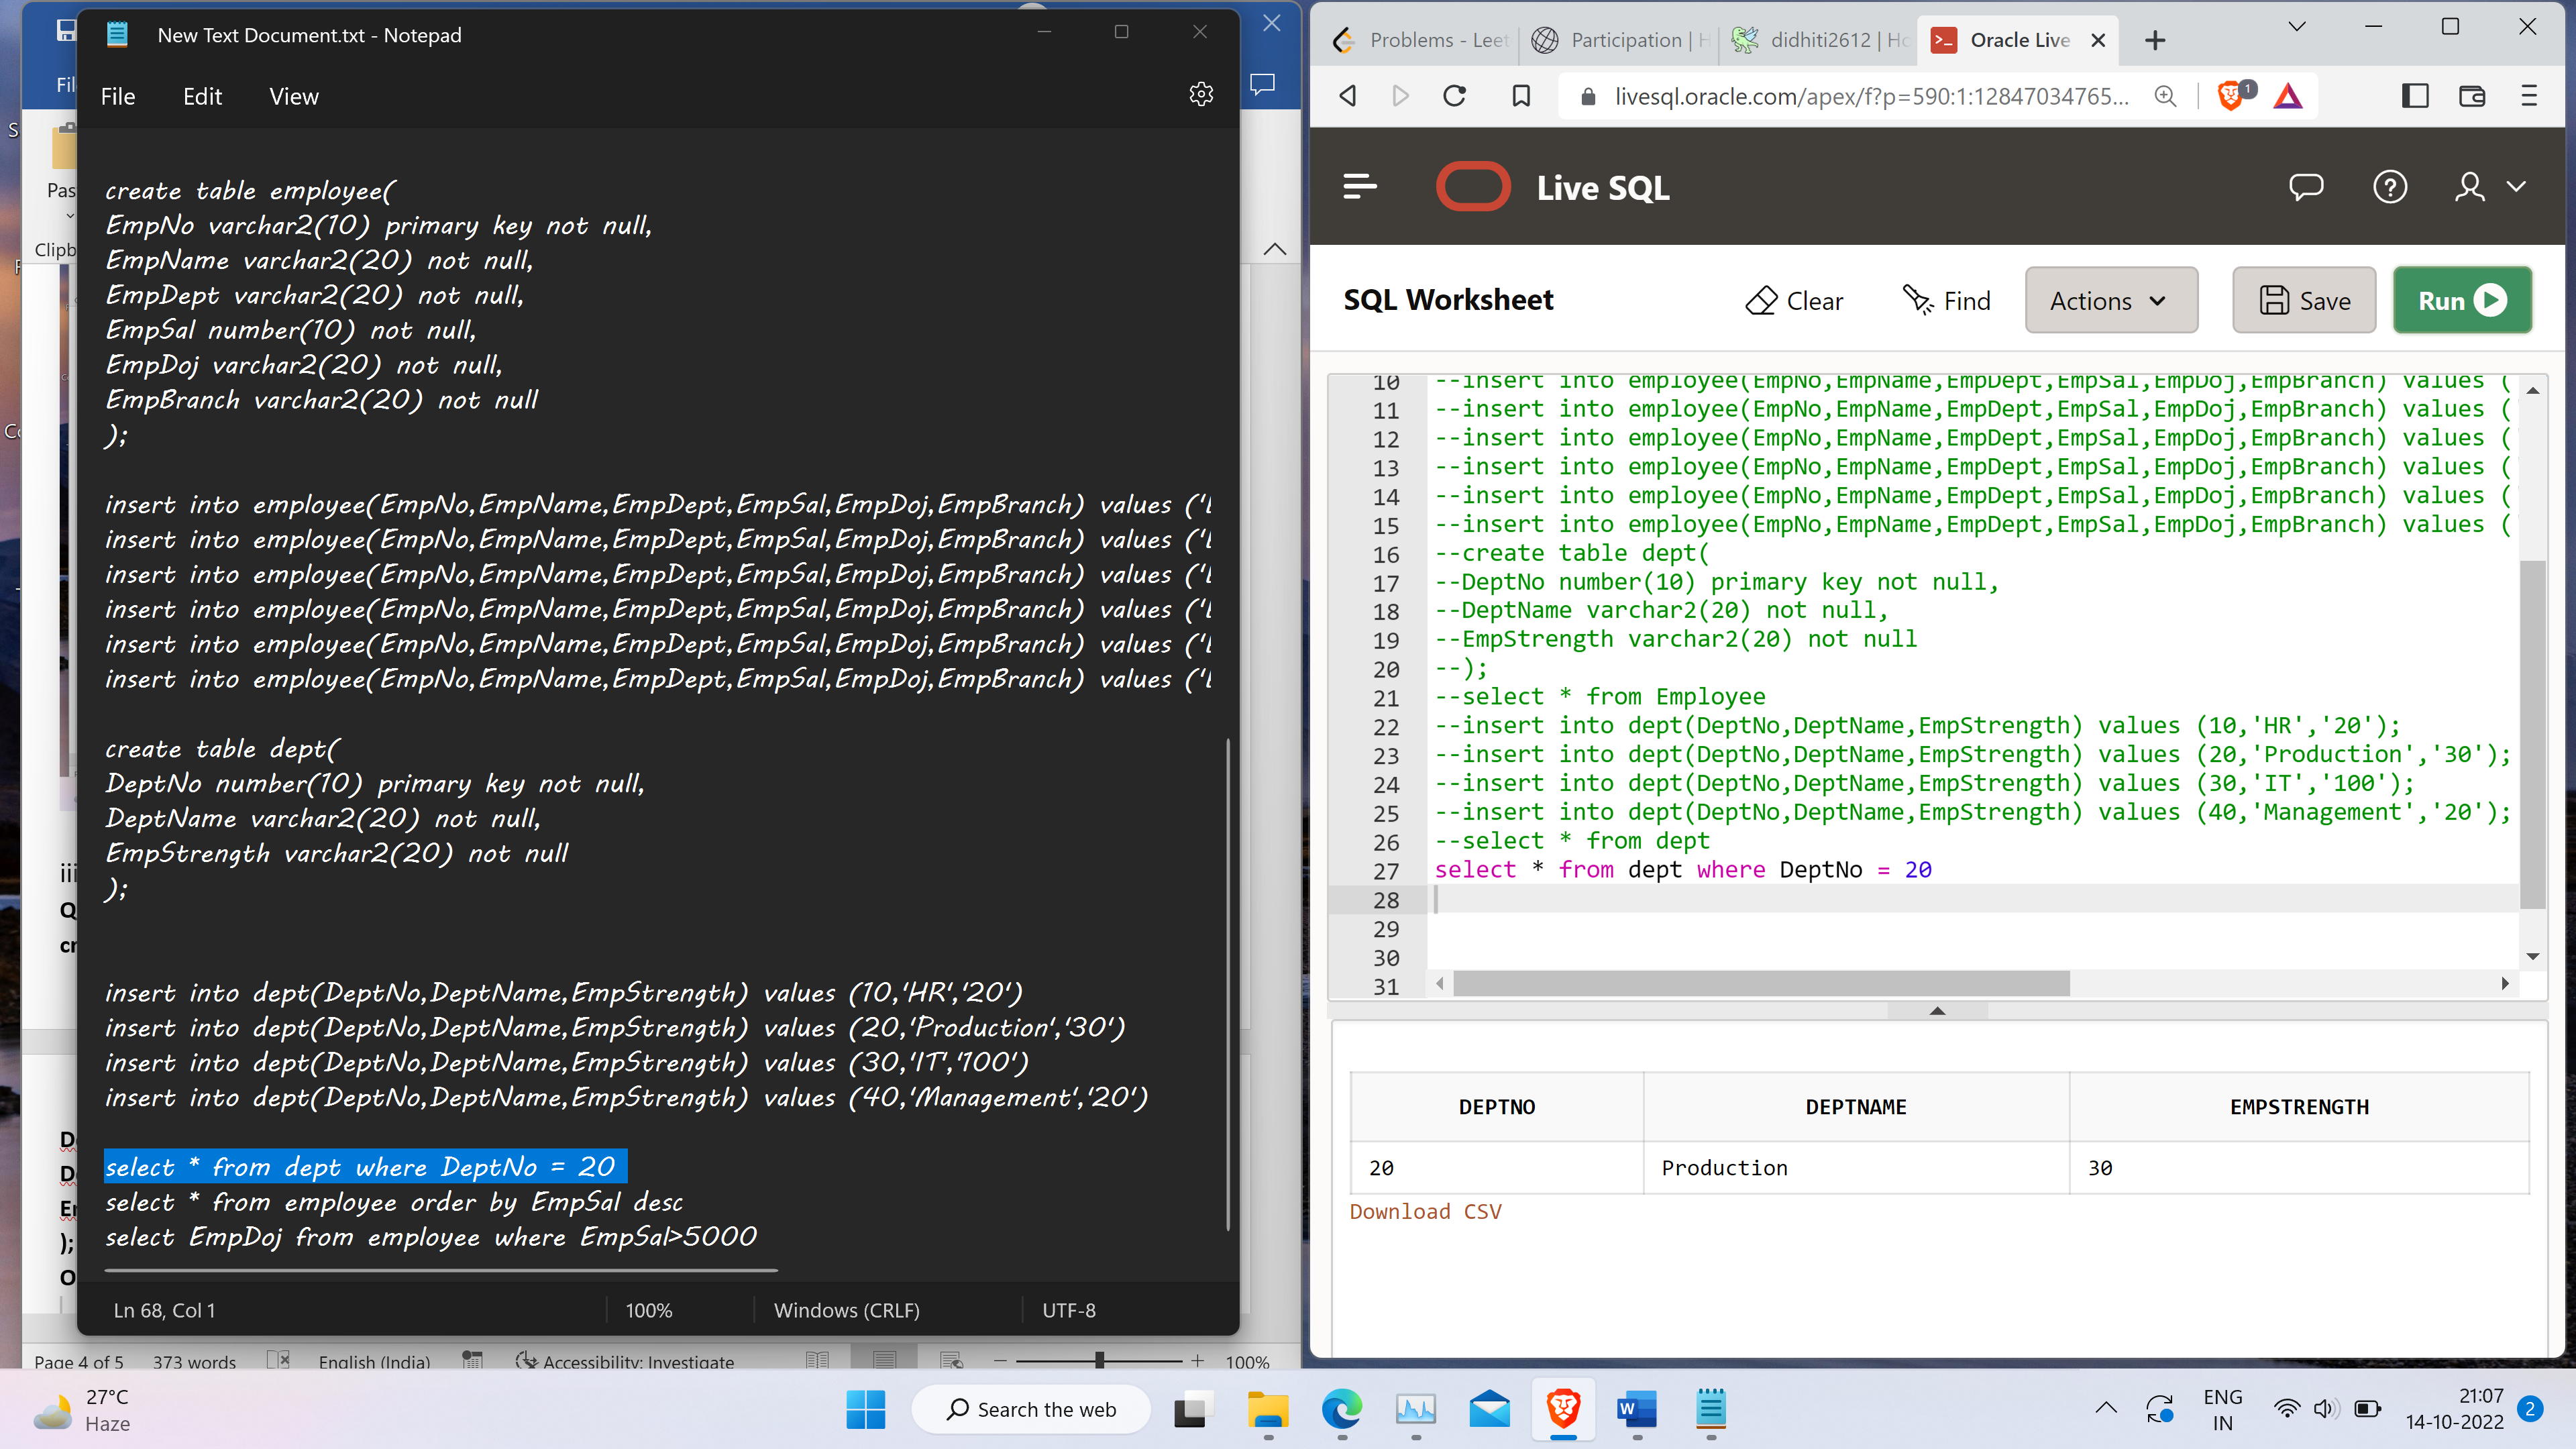 New Text Document.txt - Notepad
File Edit View
create table employee(
EmpNo varchar2(10) primary key not null,
EmpName varchar2(20) not null,
EmpDept varchar2(20) not null,
EmpSal number(10) not null,
EmpDoj varchar2(20) not null,
EmpBranch varchar2(20) not null
);
insert into employee(EmpNo,EmpName,EmpDept,EmpSal,EmpDoj,EmpBranch) values ('
insert into employee(EmpNo,EmpName,EmpDept,EmpSal,EmpDoj,EmpBranch) values ('
insert into employee(EmpNo,EmpName,EmpDept,EmpSal,EmpDoj,EmpBranch) values ('
insert into employee(EmpNo,EmpName,EmpDept,EmpSal,EmpDoj,EmpBranch) values ('
insert into employee(EmpNo,EmpName,EmpDept,EmpSal,EmpDoj,EmpBranch) values ('
insert into employee(EmpNo,EmpName,EmpDept,EmpSal,EmpDoj,EmpBranch) values ('
create table dept(
DeptNo number(10) primary key not null,
DeptName varchar2(20) not null,
EmpStrength varchar2(20) not null
);
insert into dept(DeptNo,DeptName,EmpStrength) values (10,'HR','20')
insert into dept(DeptNo,DeptName,EmpStrength) values (20,'Production','30')
insert into dept(DeptNo,DeptName,EmpStrength) values (30,'IT','100')
insert into dept(DeptNo,DeptName,EmpStrength) values (40,'Management','20')
select * from dept where DeptNo = 20
select * from employee order by EmpSal desc
select EmpDoj from employee where EmpSal>5000
Ln 68, Col 1 100% Windows (CRLF) UTF-8
Fil
Pas
Clipb
iii
Q
cr
De
De
En
);
O
Page 4 of 5 373 words English (India) Accessibility: Investigate 100%
Problems - Leet Participation | H didhiti2612 | Ho Oracle Live
livesql.oracle.com/apex/f?p=590:1:12847034765... 1
Live SQL
SQL Worksheet Clear Find Actions Save Run
10 --insert into employee(EmpNo,EmpName,EmpDept,EmpSal,EmpDoj,EmpBranch) values (
11 --insert into employee(EmpNo,EmpName,EmpDept,EmpSal,EmpDoj,EmpBranch) values (
12 --insert into employee(EmpNo,EmpName,EmpDept,EmpSal,EmpDoj,EmpBranch) values (
13 --insert into employee(EmpNo,EmpName,EmpDept,EmpSal,EmpDoj,EmpBranch) values (
14 --insert into employee(EmpNo,EmpName,EmpDept,EmpSal,EmpDoj,EmpBranch) values (
15 --insert into employee(EmpNo,EmpName,EmpDept,EmpSal,EmpDoj,EmpBranch) values (
16 --create table dept(
17 --DeptNo number(10) primary key not null,
18 --DeptName varchar2(20) not null,
19 --EmpStrength varchar2(20) not null
20 --);
21 --select * from Employee
22 --insert into dept(DeptNo,DeptName,EmpStrength) values (10,'HR','20');
23 --insert into dept(DeptNo,DeptName,EmpStrength) values (20,'Production','30');
24 --insert into dept(DeptNo,DeptName,EmpStrength) values (30,'IT','100');
25 --insert into dept(DeptNo,DeptName,EmpStrength) values (40,'Management','20');
26 --select * from dept
27 select * from dept where DeptNo = 20
28
29
30
31
DEPTNO DEPTNAME EMPSTRENGTH
20 Production 30
Download CSV
27°C
Haze
Search the web
ENG
IN
21:07
14-10-2022
2